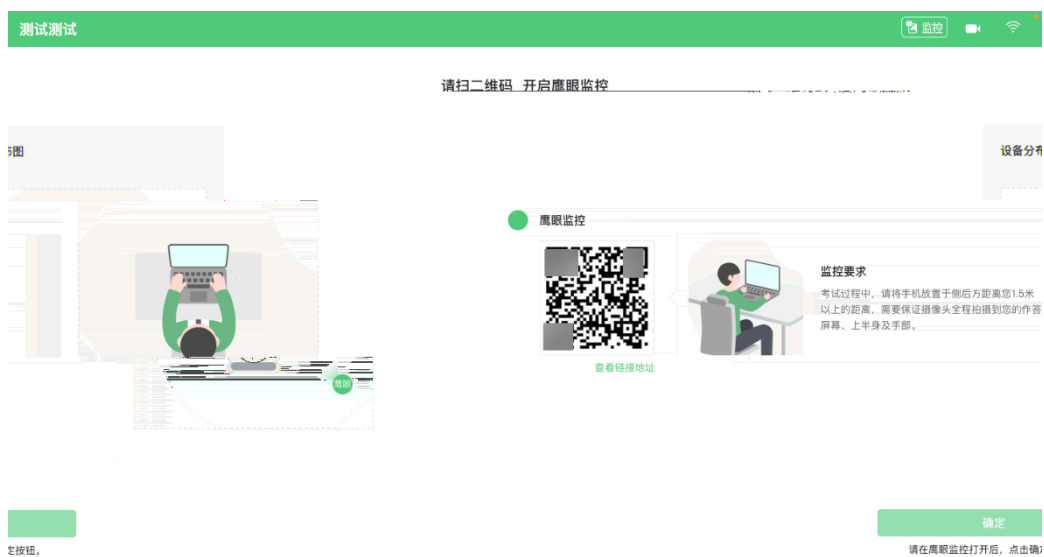 测试测试
监控
请扫二维码 开启鹰眼监控
布图
设备分布
鹰眼监控
监控要求
考试过程中，请将手机放置于侧后方距离您1.5米
以上的距离，需要保证摄像头全程拍摄到您的作答
屏幕、上半身及手部。
查看链接地址
鹰眼
确定
定按钮。
请在鹰眼监控打开后，点击确定